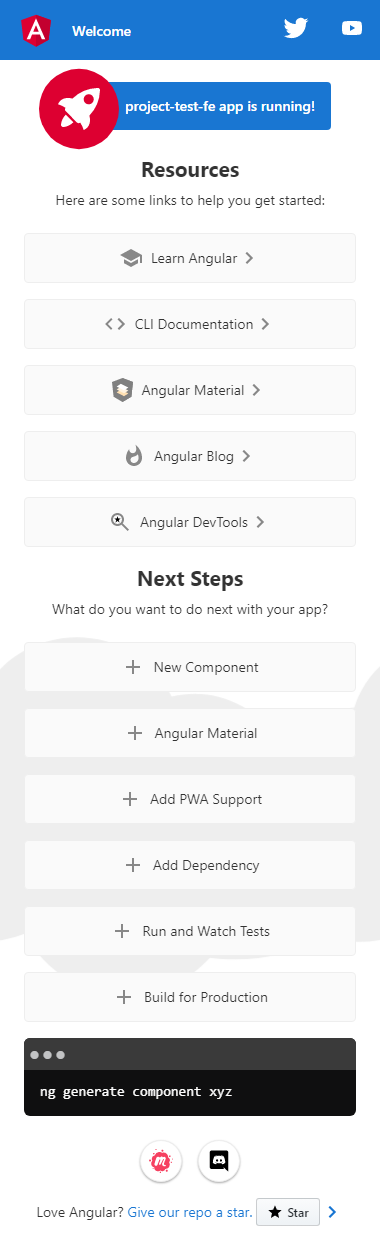 Welcome
project-test-fe app is running!
Resources
Here are some links to help you get started:
Learn Angular
CLI Documentation
Angular Material
Angular Blog
Angular DevTools
Next Steps
What do you want to do next with your app?
New Component
Angular Material
Add PWA Support
Add Dependency
Run and Watch Tests
Build for Production
ng generate component xyz
Love Angular? Give our repo a star. Star